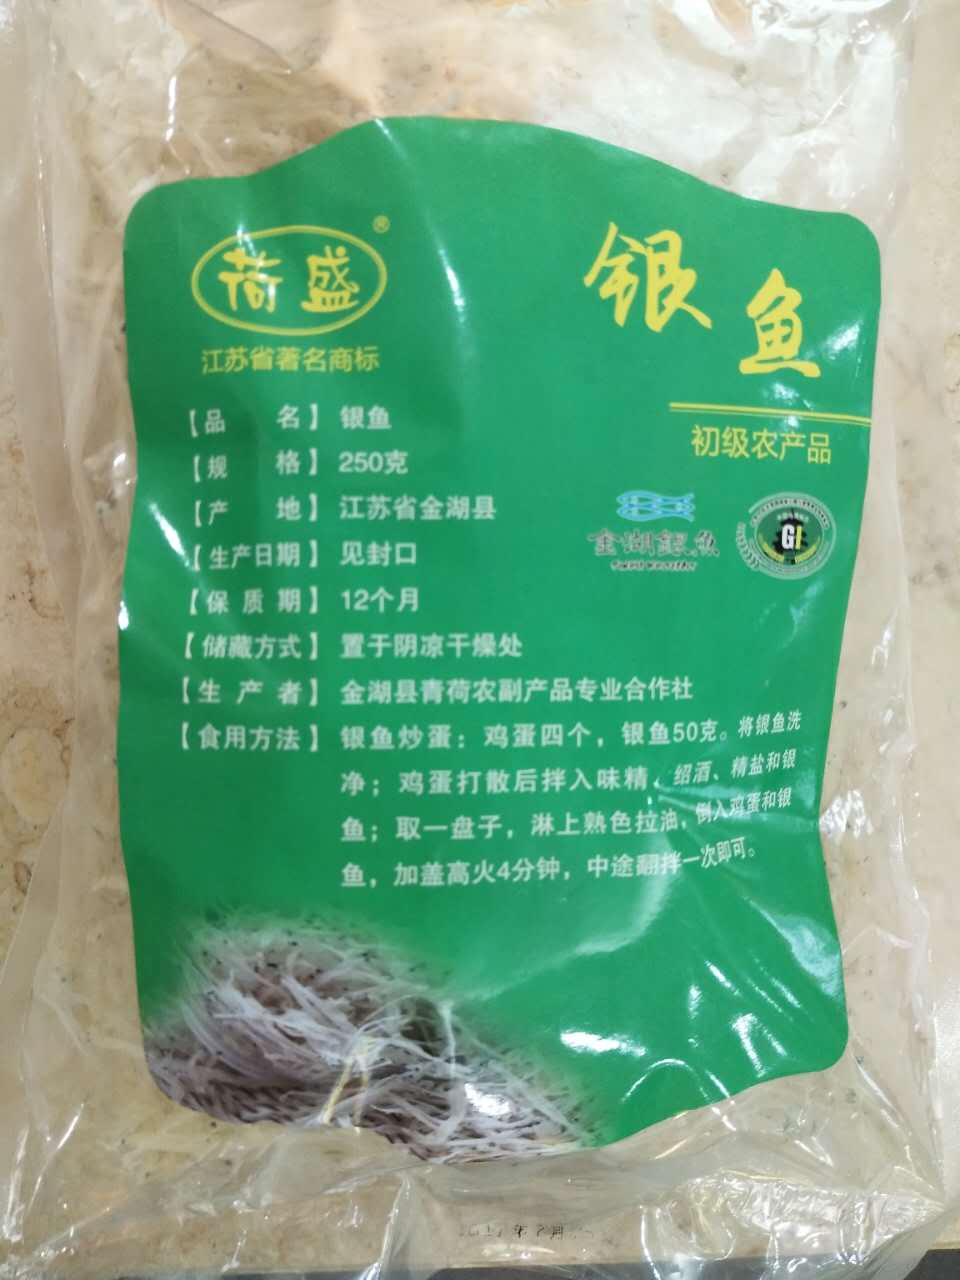 荷盛®
江苏省著名商标
银鱼
初级农产品
金湖銀魚
GI
【品 名】银鱼
【规 格】250克
【产 地】江苏省金湖县
【生产日期】见封口
【保 质 期】12个月
【储藏方式】置于阴凉干燥处
【生 产 者】金湖县青荷农副产品专业合作社
【食用方法】银鱼炒蛋：鸡蛋四个，银鱼50克。将银鱼洗
净；鸡蛋打散后拌入味精、绍酒、精盐和银
鱼；取一盘子，淋上熟色拉油，倒入鸡蛋和银
鱼，加盖高火4分钟，中途翻拌一次即可。